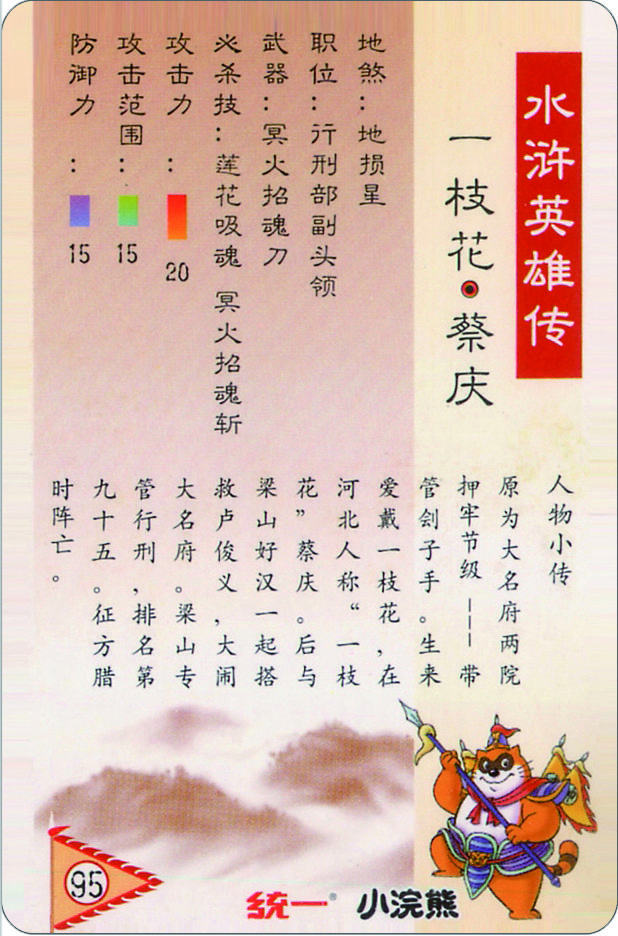 水浒英雄传
一枝花●蔡庆
地煞：地损星
职位：行刑部副头领
武器：冥火招魂刀
必杀技：莲花吸魂 冥火招魂斩
攻击力：20
攻击范围：15
防御力：15
人物小传
原为大名府两院
押牢节级———带
管刽子手。生来
爱戴一枝花，在
河北人称“一枝
花”蔡庆。后与
梁山好汉一起搭
救卢俊义，大闹
大名府。梁山专
管行刑，排名第
九十五。征方腊
时阵亡。
95
统一® 小浣熊